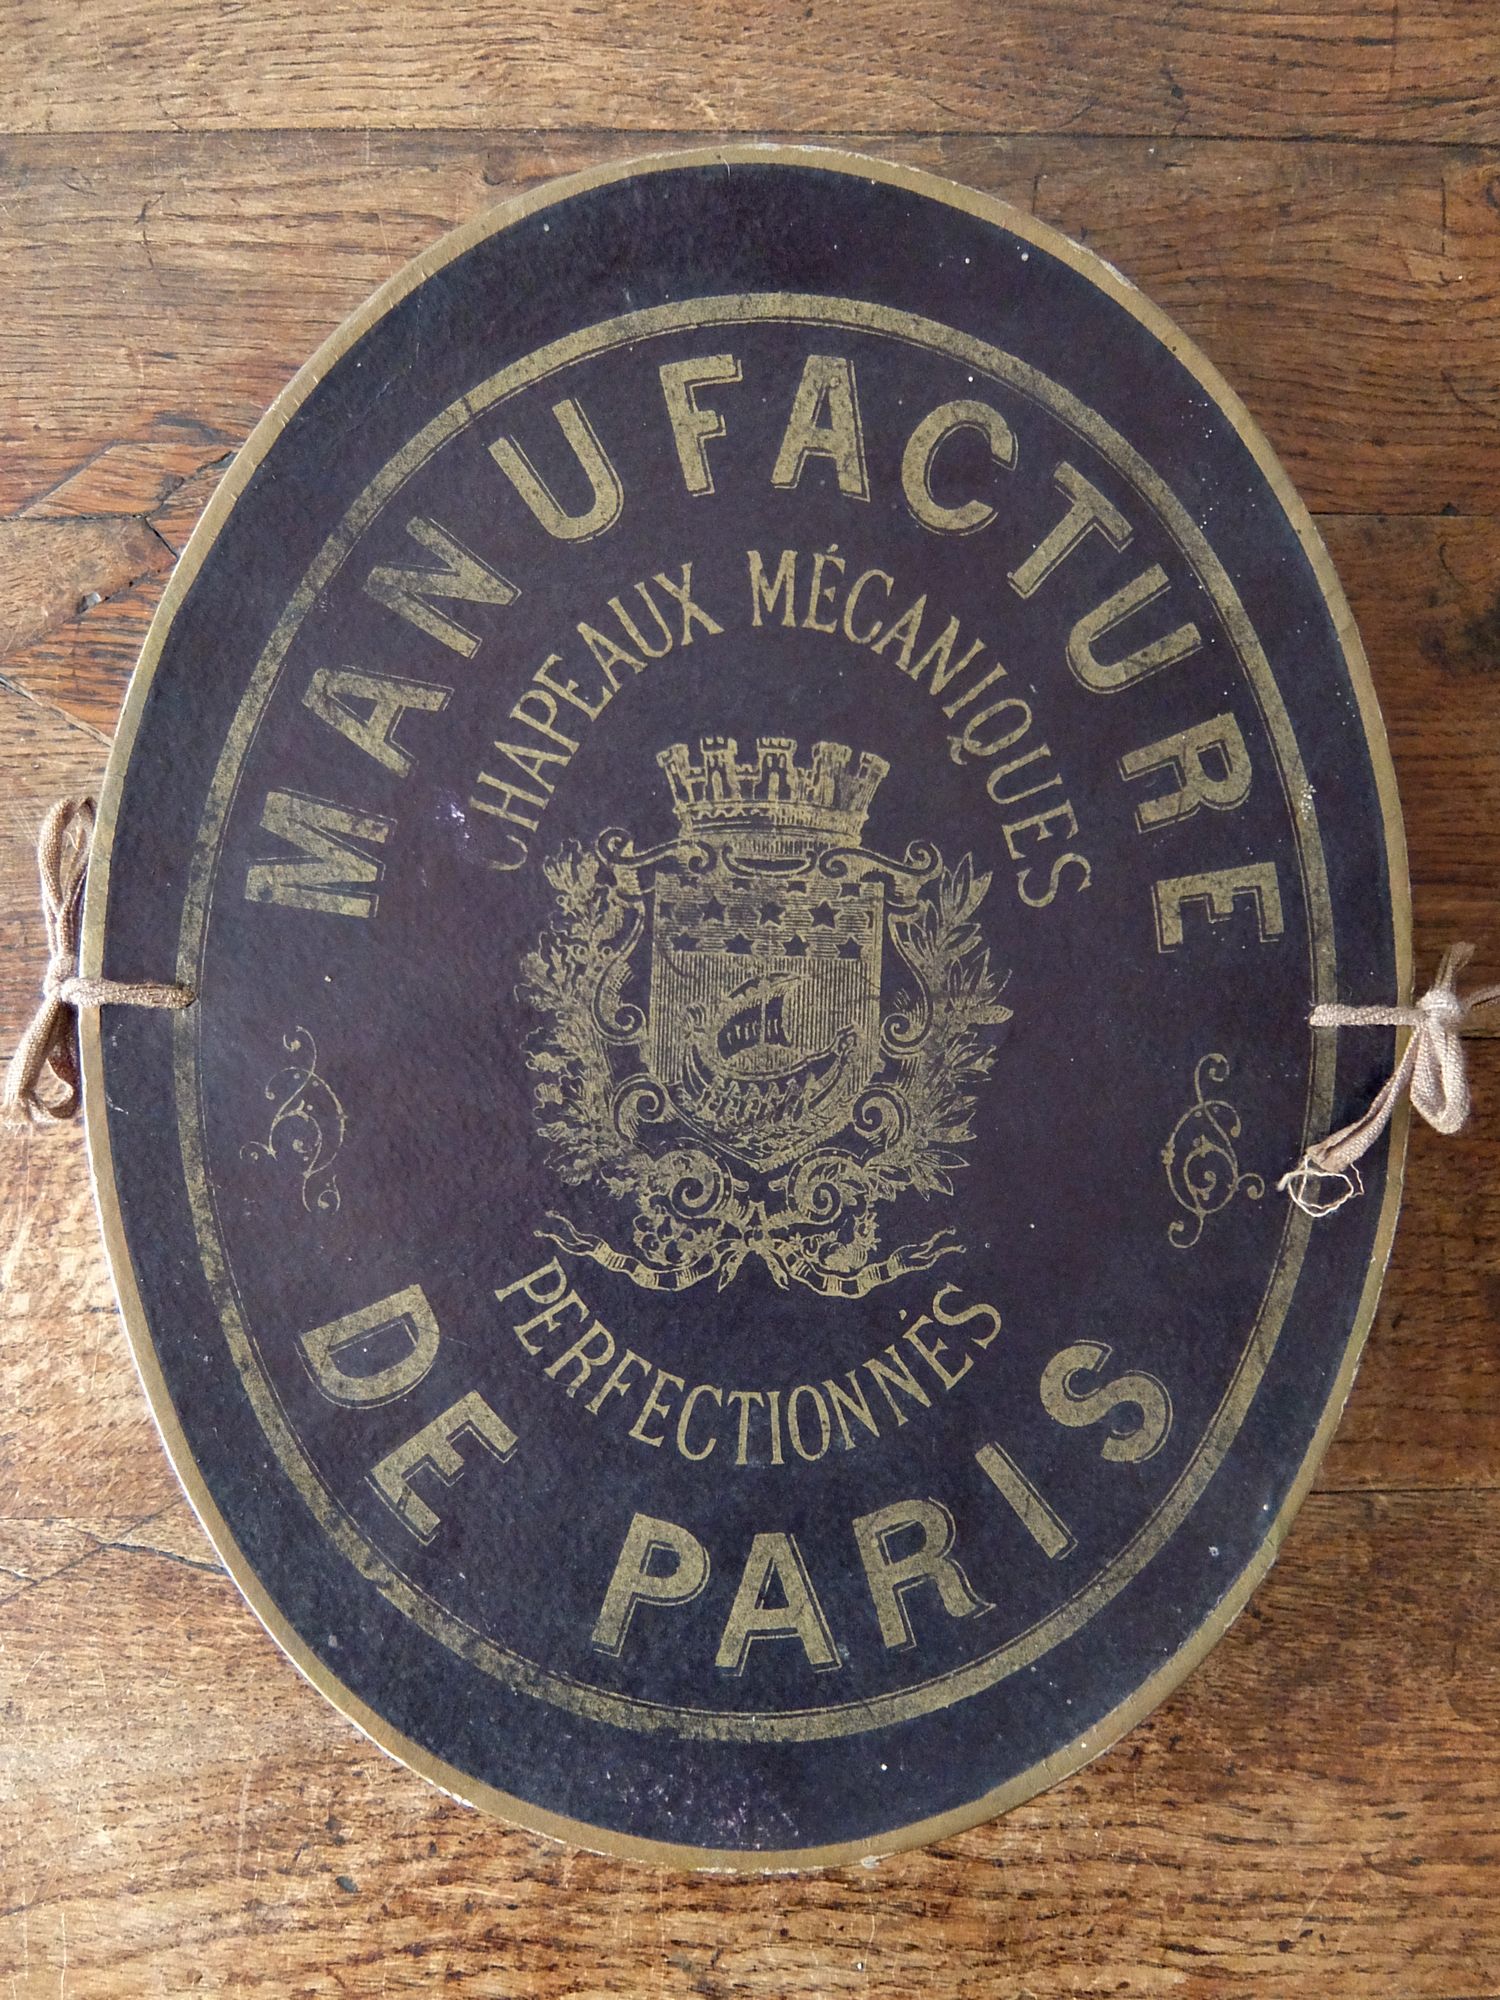 MANUFACTURE
CHAPEAUX MÉCANIQUES
PERFECTIONNÉS
DE PARIS